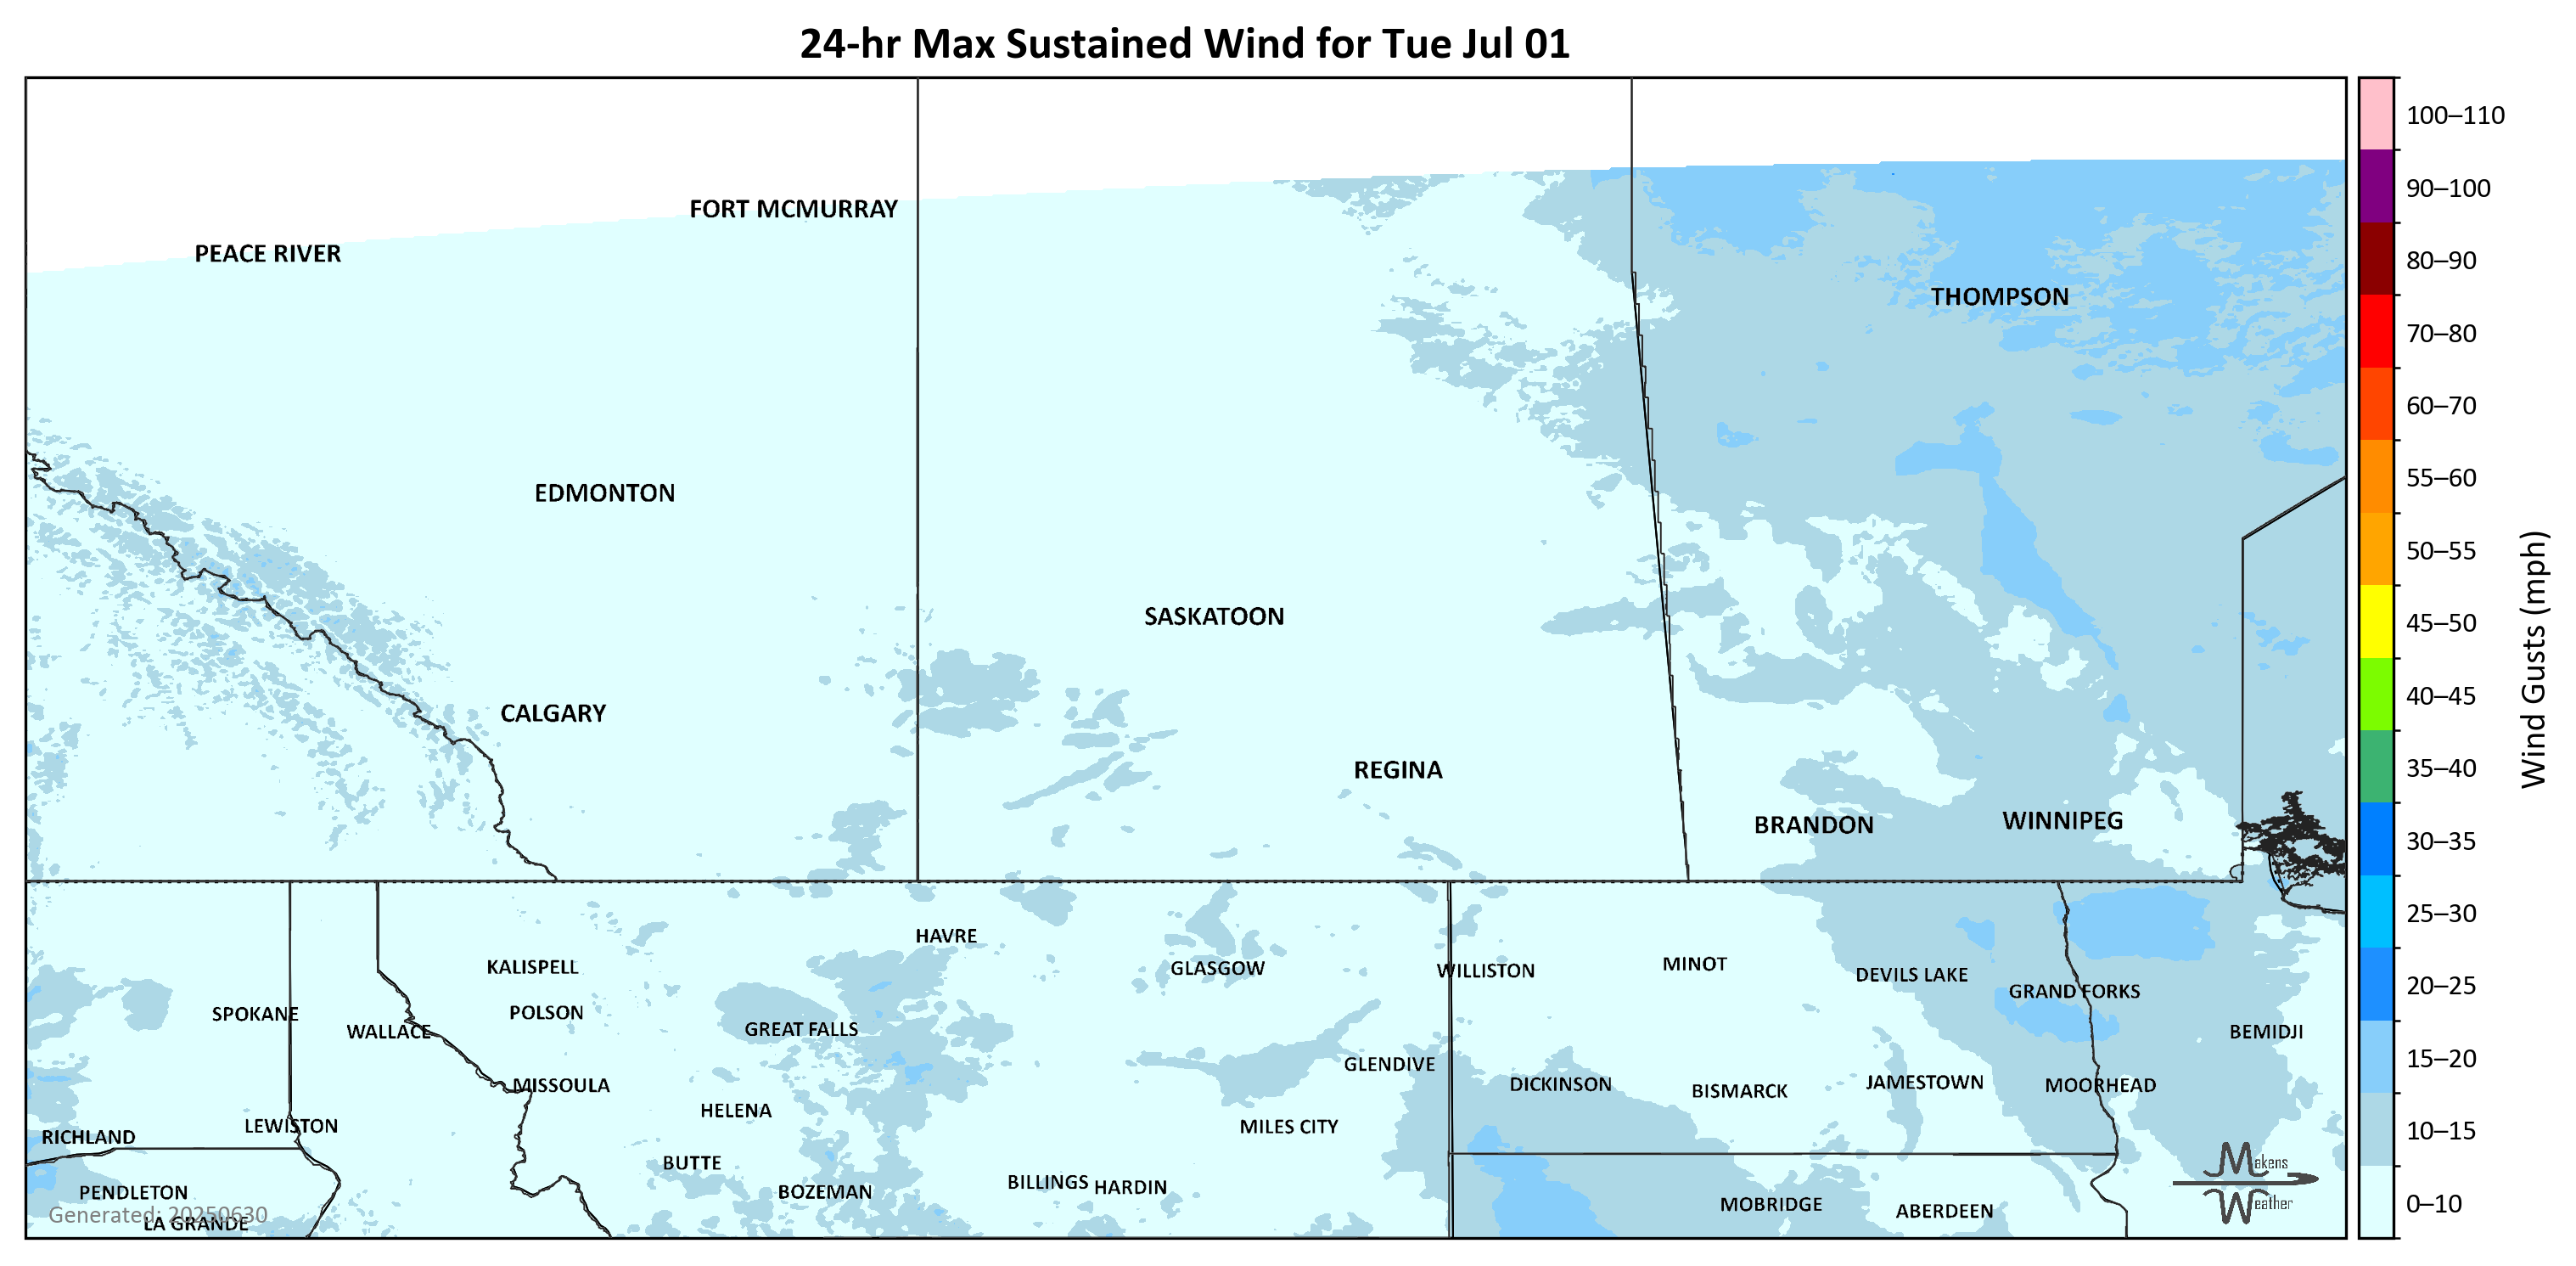 24-hr Max Sustained Wind for Tue Jul 01
100–110
90–100
80–90
70–80
60–70
55–60
50–55
45–50
40–45
35–40
30–35
25–30
20–25
15–20
10–15
0–10
Wind Gusts (mph)
FORT MCMURRAY
PEACE RIVER
THOMPSON
EDMONTON
SASKATOON
CALGARY
REGINA
BRANDON
WINNIPEG
HAVRE
KALISPELL
GLASGOW
WILLISTON
MINOT
DEVILS LAKE
GRAND FORKS
SPOKANE
POLSON
WALLACE
GREAT FALLS
BEMIDJI
GLENDIVE
MISSOULA
DICKINSON
BISMARCK
JAMESTOWN
MOORHEAD
HELENA
LEWISTON
MILES CITY
RICHLAND
BUTTE
BILLINGS
HARDIN
PENDLETON
BOZEMAN
MOBRIDGE
ABERDEEN
LA GRANDE
Generated: 20250630
Makens
Weather